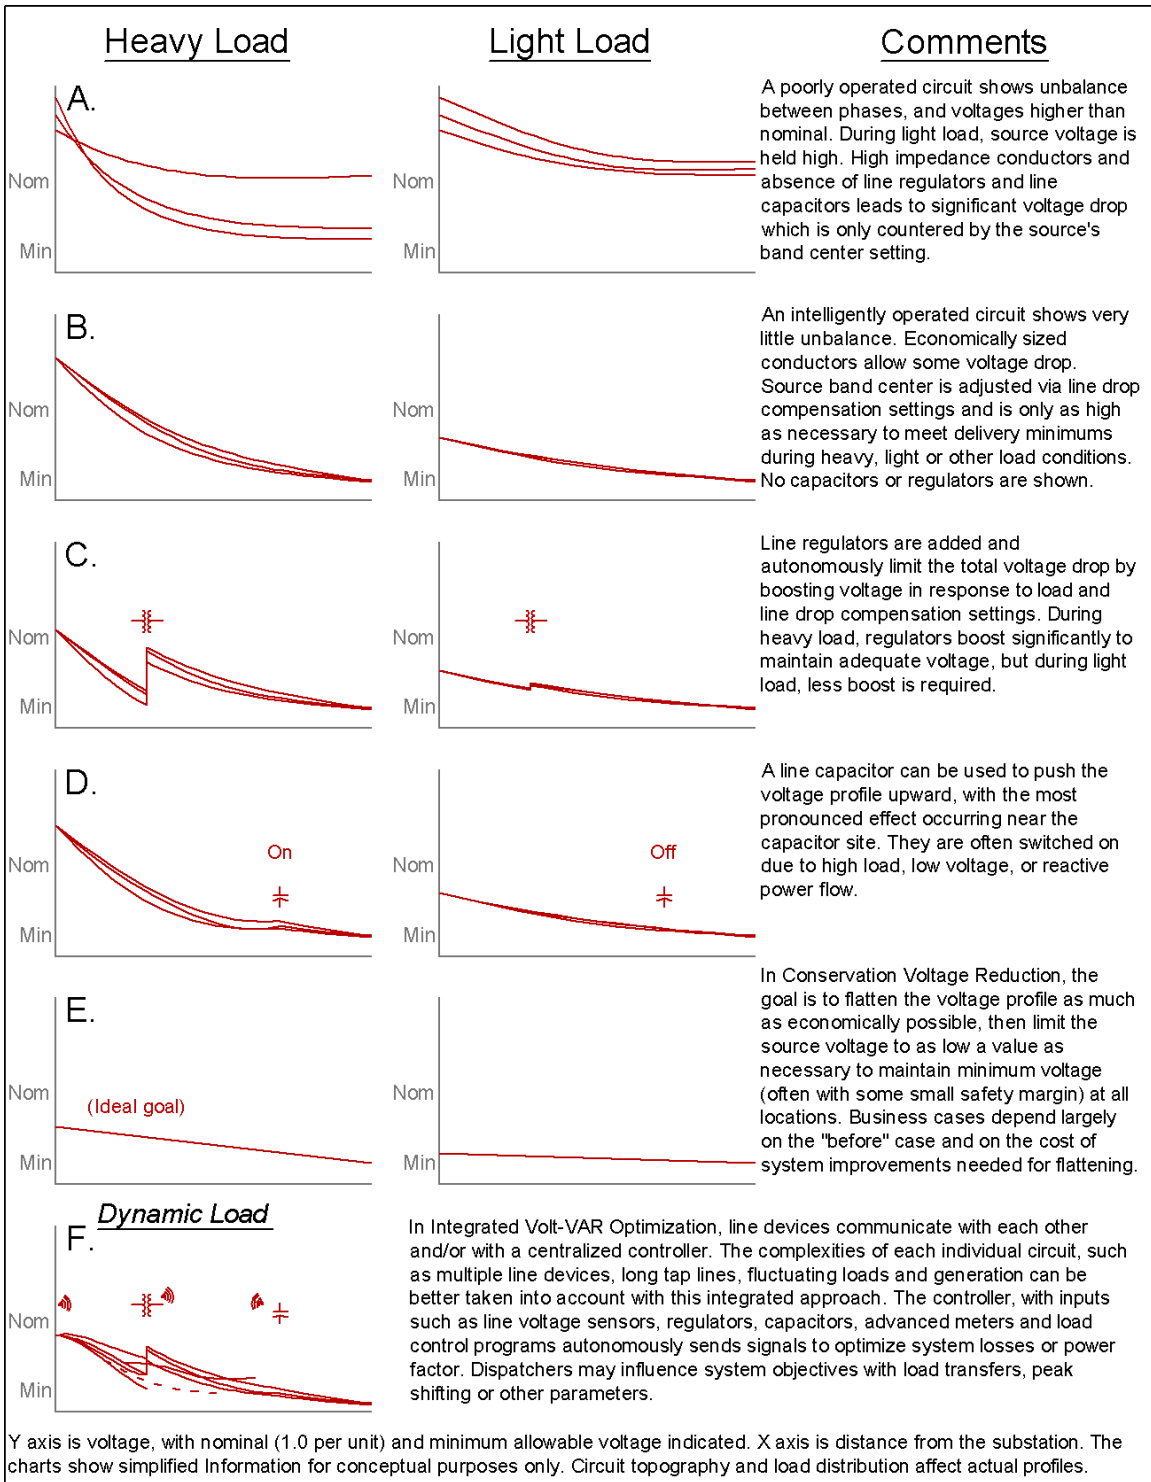 Heavy Load
Light Load
Comments
A.
Nom
Min
Nom
Min
A poorly operated circuit shows unbalance
between phases, and voltages higher than
nominal. During light load, source voltage is
held high. High impedance conductors and
absence of line regulators and line
capacitors leads to significant voltage drop
which is only countered by the source's
band center setting.
B.
Nom
Min
Nom
Min
An intelligently operated circuit shows very
little unbalance. Economically sized
conductors allow some voltage drop.
Source band center is adjusted via line drop
compensation settings and is only as high
as necessary to meet delivery minimums
during heavy, light or other load conditions.
No capacitors or regulators are shown.
C.
Nom
Min
Nom
Min
Line regulators are added and
autonomously limit the total voltage drop by
boosting voltage in response to load and
line drop compensation settings. During
heavy load, regulators boost significantly to
maintain adequate voltage, but during light
load, less boost is required.
D.
On
Nom
Min
Off
Nom
Min
A line capacitor can be used to push the
voltage profile upward, with the most
pronounced effect occurring near the
capacitor site. They are often switched on
due to high load, low voltage, or reactive
power flow.
E.
Nom
(Ideal goal)
Min
Nom
Min
In Conservation Voltage Reduction, the
goal is to flatten the voltage profile as much
as economically possible, then limit the
source voltage to as low a value as
necessary to maintain minimum voltage
(often with some small safety margin) at all
locations. Business cases depend largely
on the "before" case and on the cost of
system improvements needed for flattening.
Dynamic Load
F.
Nom
Min
In Integrated Volt-VAR Optimization, line devices communicate with each other
and/or with a centralized controller. The complexities of each individual circuit, such
as multiple line devices, long tap lines, fluctuating loads and generation can be
better taken into account with this integrated approach. The controller, with inputs
such as line voltage sensors, regulators, capacitors, advanced meters and load
control programs autonomously sends signals to optimize system losses or power
factor. Dispatchers may influence system objectives with load transfers, peak
shifting or other parameters.
Y axis is voltage, with nominal (1.0 per unit) and minimum allowable voltage indicated. X axis is distance from the substation. The
charts show simplified Information for conceptual purposes only. Circuit topography and load distribution affect actual profiles.